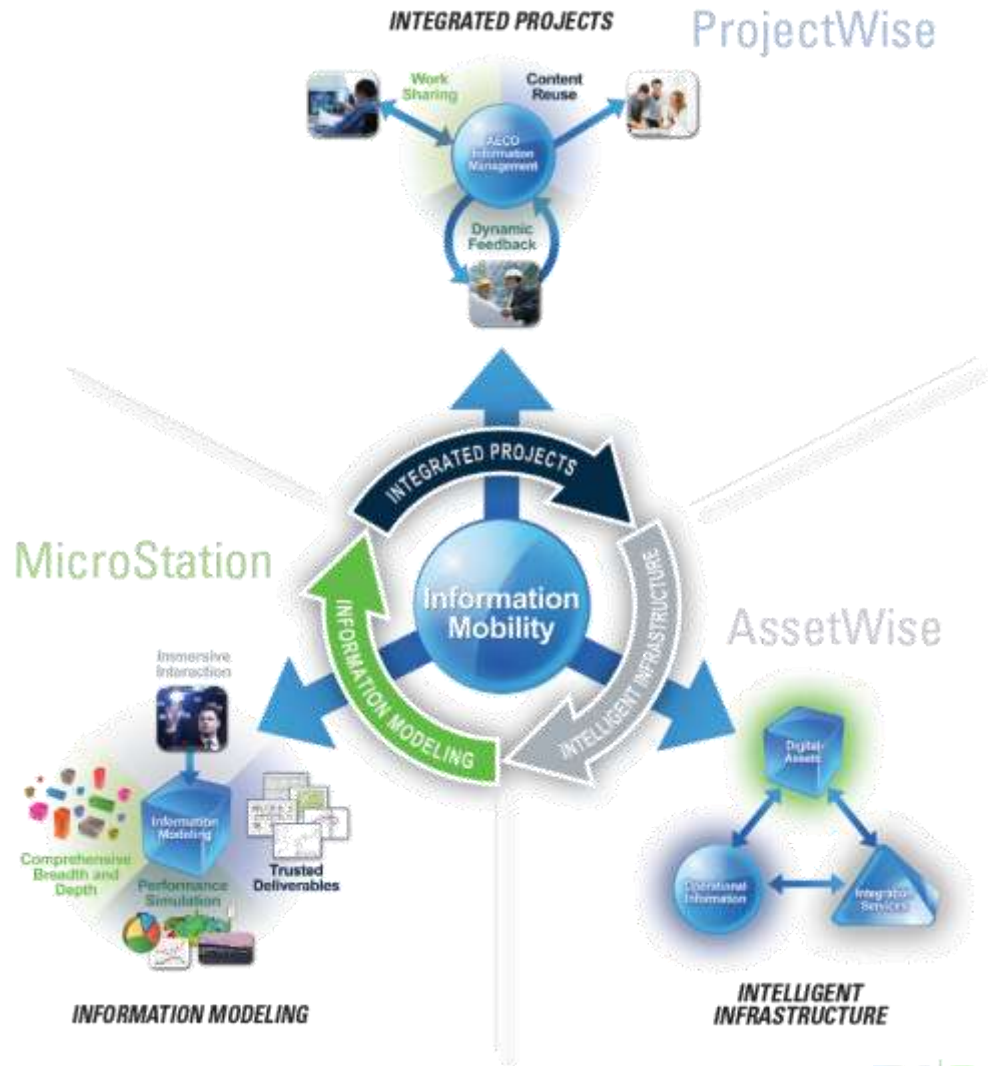 INTEGRATED PROJECTS
ProjectWise
Work
Sharing
Content
Reuse
AECO
Information
Management
Dynamic
Feedback
INTEGRATED PROJECTS
MicroStation
Information
Mobility
INTELLIGENT INFRASTRUCTURE
INFORMATION MODELING
AssetWise
Immersive
Interaction
Digital
Assets
Information
Modeling
Comprehensive
Breadth and
Depth
Trusted
Deliverables
Performance
Simulation
Operational
Information
Integration
Services
INFORMATION MODELING
INTELLIGENT
INFRASTRUCTURE